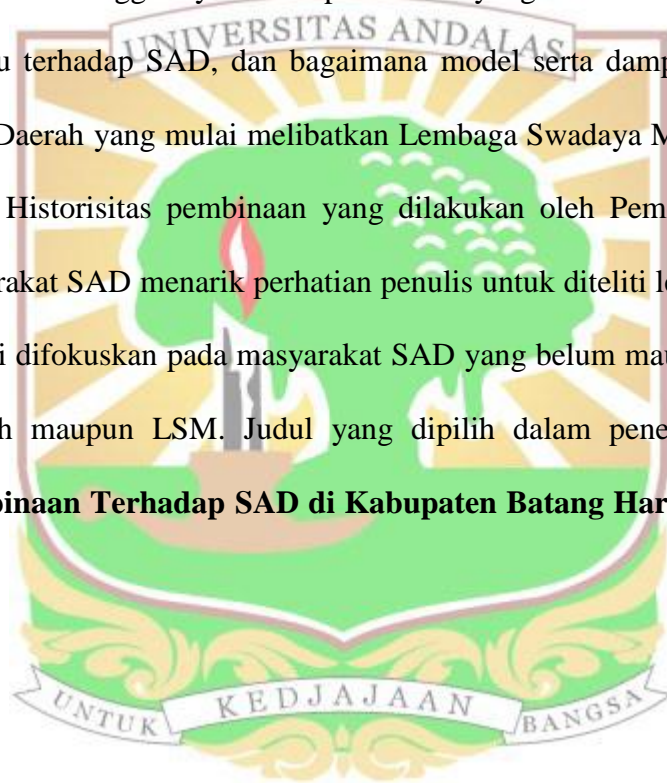 UNIVERSITAS ANDALAS
u terhadap SAD, dan bagaimana model serta damp
Daerah yang mulai melibatkan Lembaga Swadaya M
Historisitas pembinaan yang dilakukan oleh Pem
rakat SAD menarik perhatian penulis untuk diteliti l
i difokuskan pada masyarakat SAD yang belum mau
h maupun LSM. Judul yang dipilih dalam pene
binaan Terhadap SAD di Kabupaten Batang Har
UNTUK KEDJAJAAN BANGSA